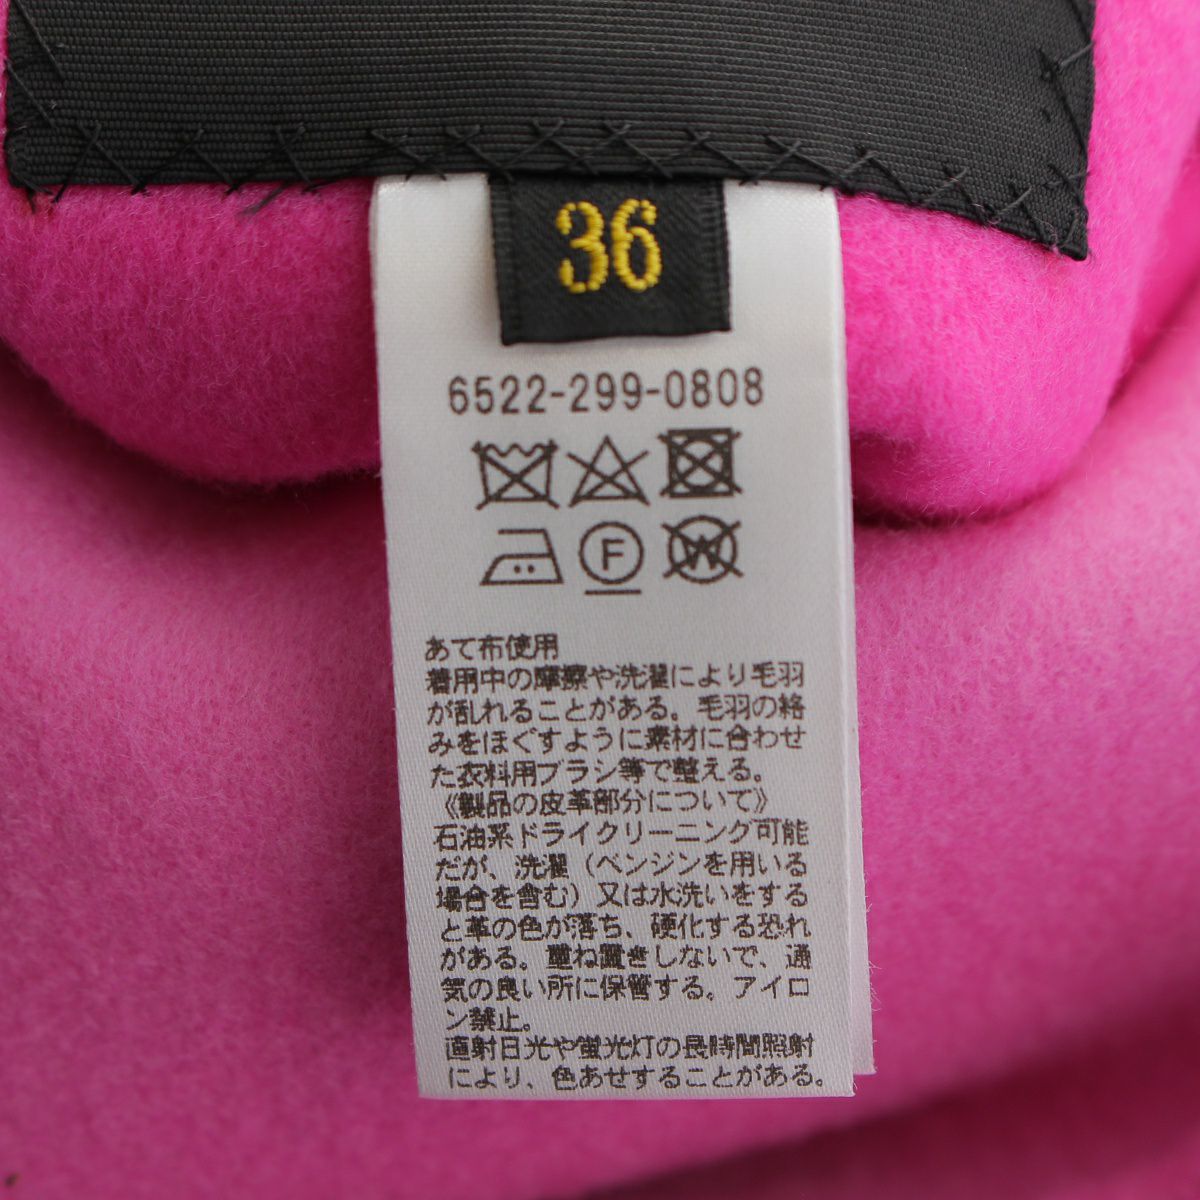 36
6522-299-0808
F
W
あて布使用
着用中の摩擦や洗濯により毛羽
が乱れることがある。毛羽の絡
みをほぐすように素材に合わせ
た衣料用ブラシ等で整える。
《製品の皮革部分について》
石油系ドライクリーニング可能
だが、洗濯（ベンジンを用いる
場合を含む）又は水洗いをする
と革の色が落ち、硬化する恐れ
がある。重ね置きしないで、通
気の良い所に保管する。アイロ
ン禁止。
直射日光や蛍光灯の長時間照射
により、色あせすることがある。